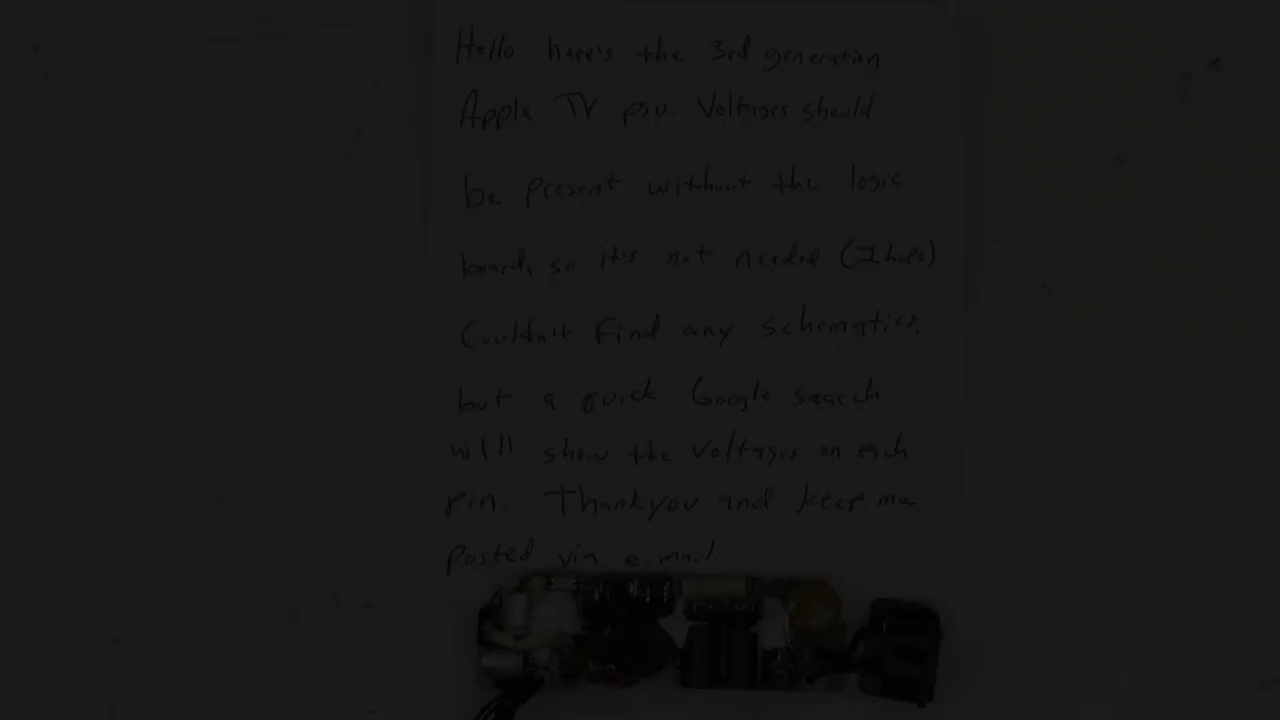 Hello here's the 3rd generation
Apple TV psu. Voltages should
be present without the logic
board, so it's not needed (I hope)
Couldn't find any schematics,
but a quick Google search
will show the voltages on each
pin. Thankyou and keep me
posted via e-mail.